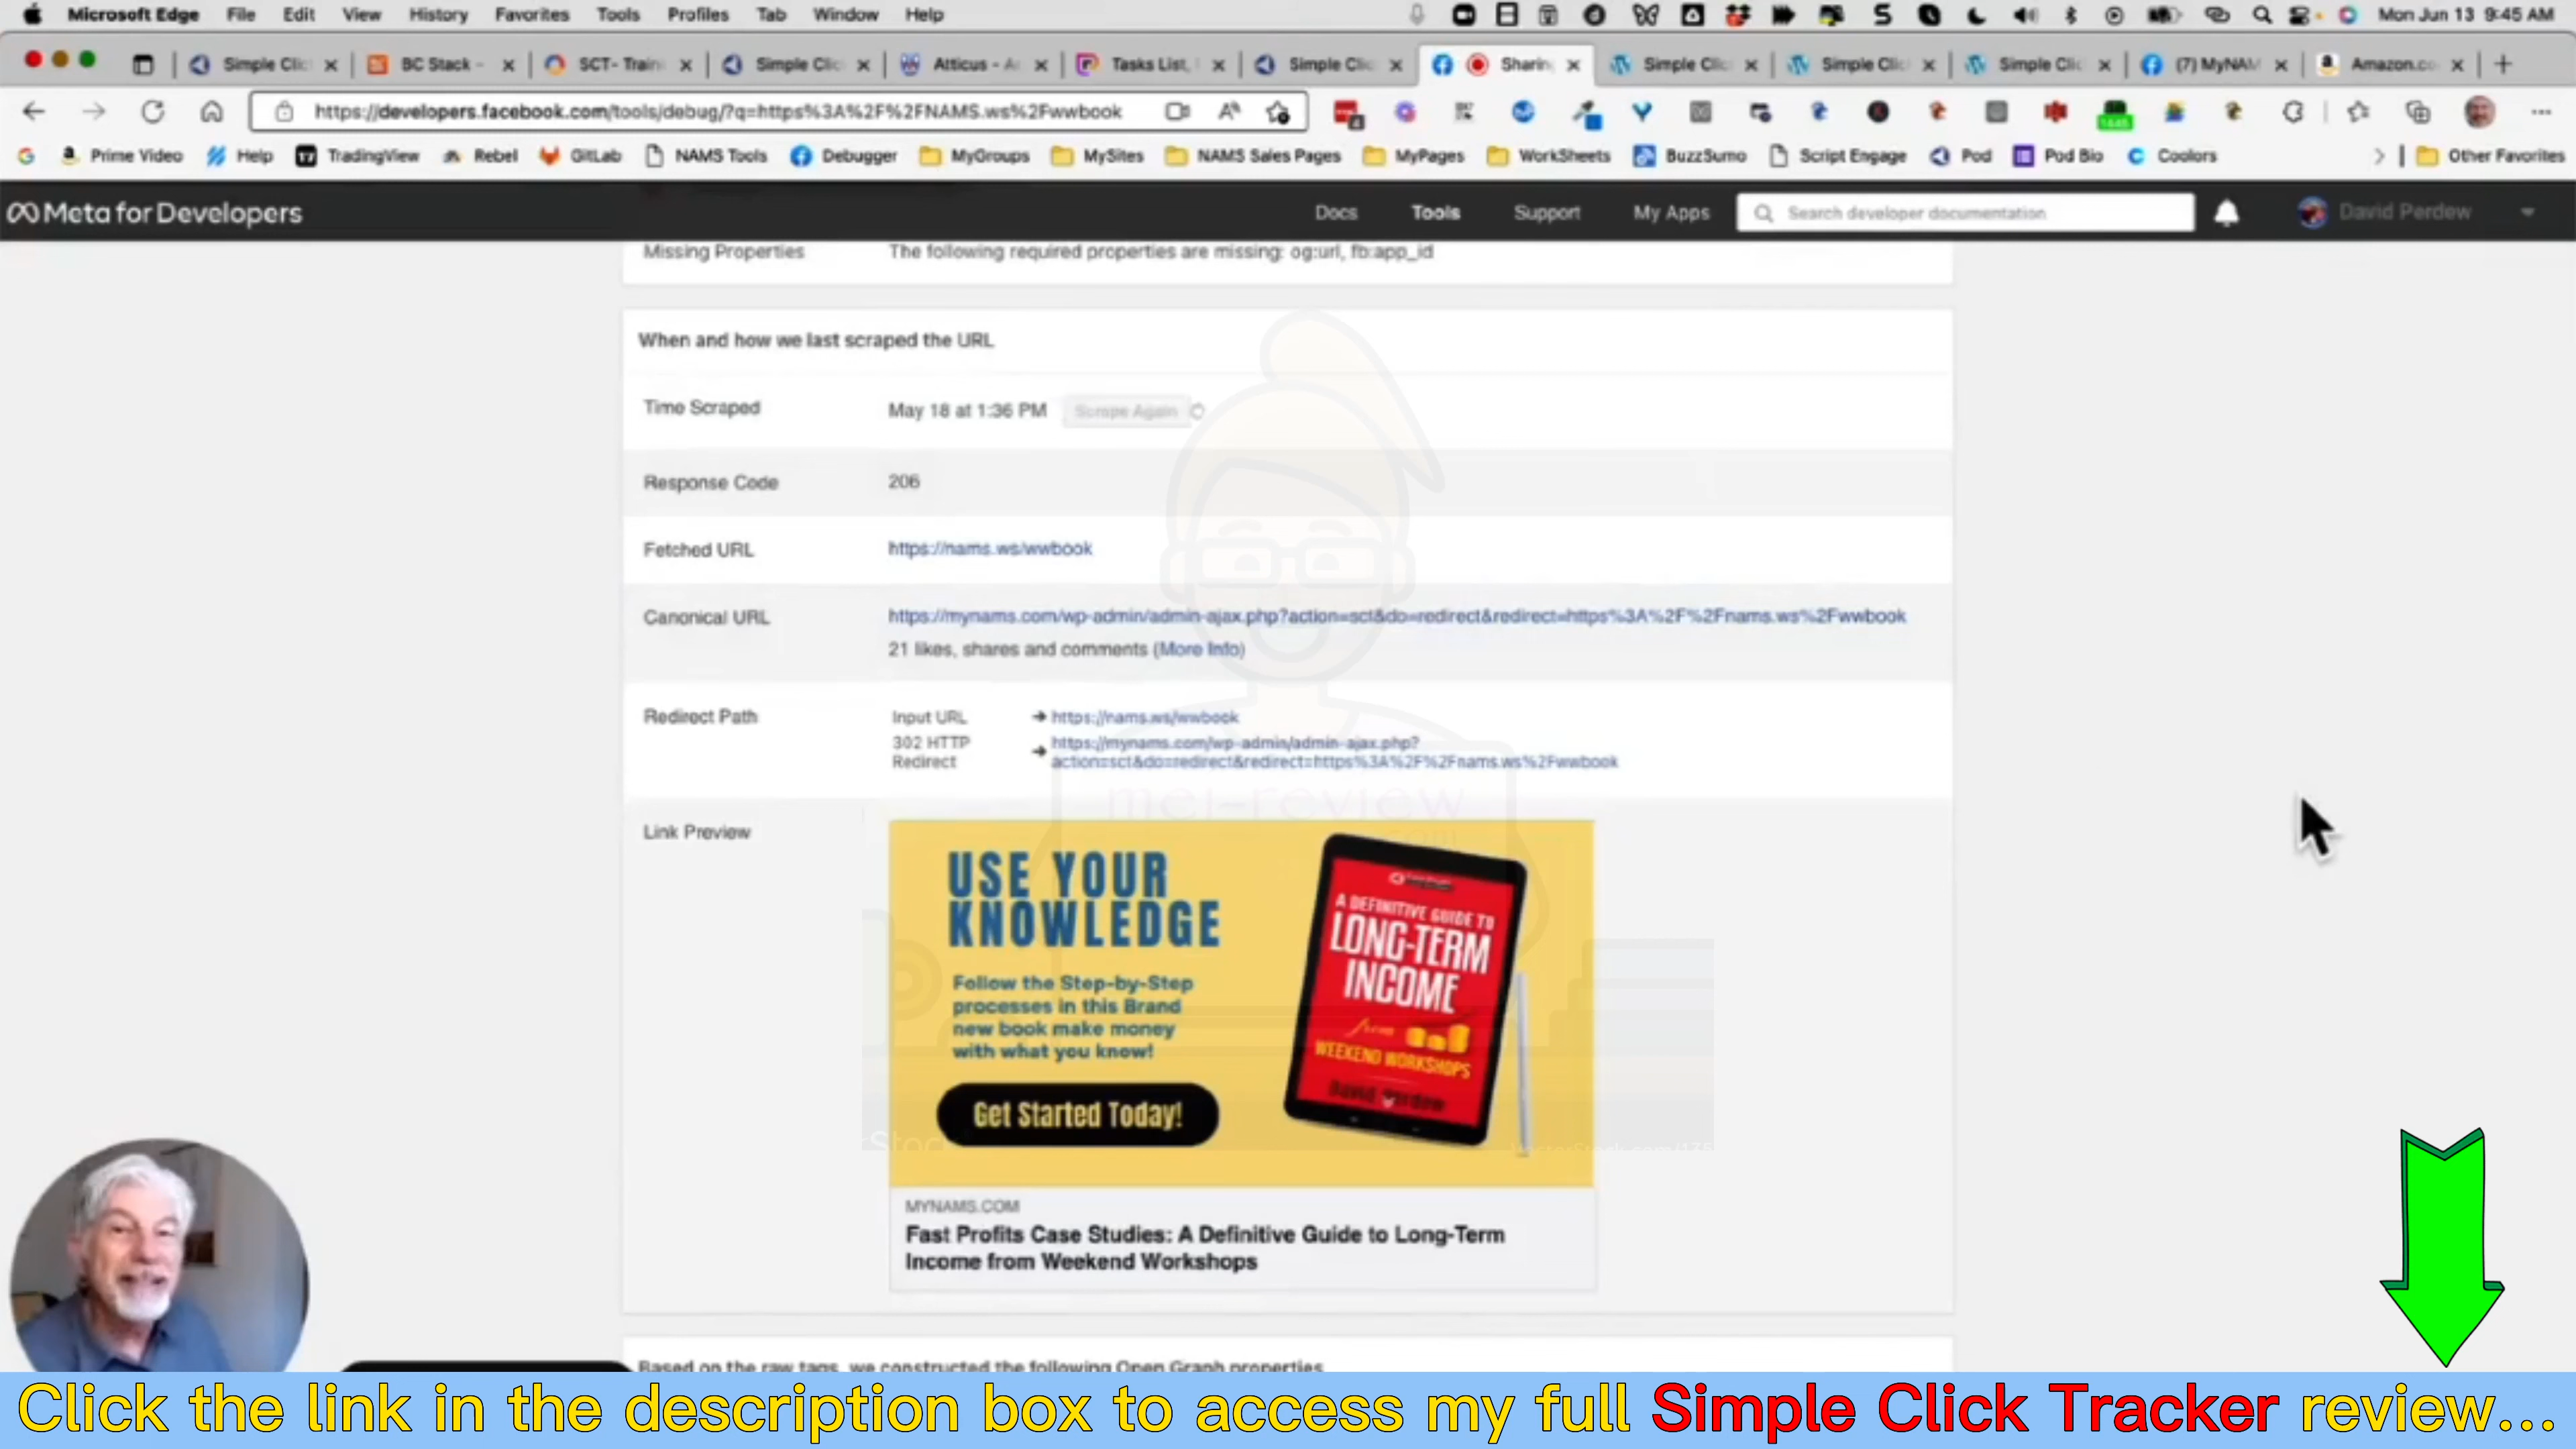 Microsoft Edge File Edit View History Favorites Tools Profiles Tab Window Help Mon Jun 13 9:45 AM
Simple Clic BC Stack - SCT- Train Simple Clic Atticus - A Tasks List, Simple Clic Sharin Simple Clic Simple Clic Simple Clic (7) MyNAM Amazon.co
https://developers.facebook.com/tools/debug/?q=https%3A%2F%2FNAMS.ws%2Fwwbook
Prime Video Help TradingView Rebel GitLab NAMS Tools Debugger MyGroups MySites NAMS Sales Pages MyPages WorkSheets BuzzSumo Script Engage Pod Pod Bio Coolors Other Favorites
Meta for Developers Docs Tools Support My Apps Search developer documentation David Perdew
Missing Properties The following required properties are missing: og:url, fb:app_id
When and how we last scraped the URL
Time Scraped May 18 at 1:36 PM Scrape Again
Response Code 206
Fetched URL https://nams.ws/wwbook
Canonical URL https://mynams.com/wp-admin/admin-ajax.php?action=sct&do=redirect&redirect=https%3A%2F%2Fnams.ws%2Fwwbook
21 likes, shares and comments (More Info)
Redirect Path Input URL → https://nams.ws/wwbook
302 HTTP Redirect → https://mynams.com/wp-admin/admin-ajax.php?
action=sct&do=redirect&redirect=https%3A%2F%2Fnams.ws%2Fwwbook
mci-review
Link Preview
USE YOUR
KNOWLEDGE
Follow the Step-by-Step
processes in this Brand
new book make money
with what you know!
Get Started Today!
A DEFINITIVE GUIDE TO
LONG-TERM
INCOME
from
WEEKEND WORKSHOPS
David Perdew
MYNAMS.COM
Fast Profits Case Studies: A Definitive Guide to Long-Term
Income from Weekend Workshops
Based on the raw tags, we constructed the following Open Graph properties
Click the link in the description box to access my full Simple Click Tracker review...